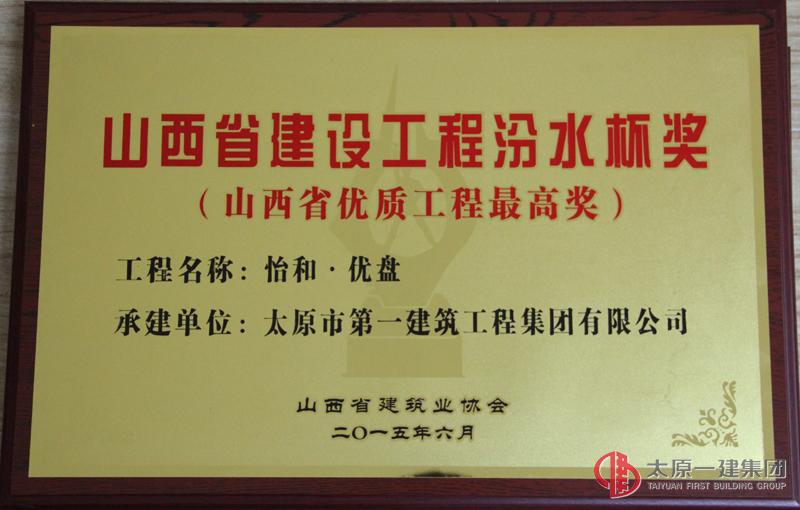 山西省建设工程汾水杯奖
（山西省优质工程最高奖）
工程名称：怡和·优盘
承建单位：太原市第一建筑工程集团有限公司
山西省建筑业协会
二〇一五年六月
太原一建集团
TAIYUAN FIRST BUILDING GROUP